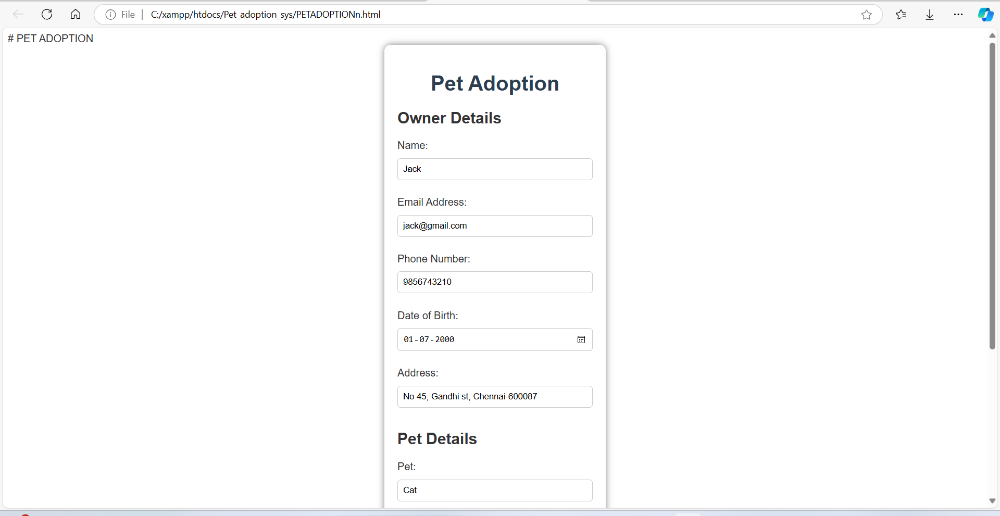 File C:/xampp/htdocs/Pet_adoption_sys/PETADOPTIONn.html
# PET ADOPTION
Pet Adoption
Owner Details
Name:
Jack
Email Address:
jack@gmail.com
Phone Number:
9856743210
Date of Birth:
01-07-2000
Address:
No 45, Gandhi st, Chennai-600087
Pet Details
Pet:
Cat